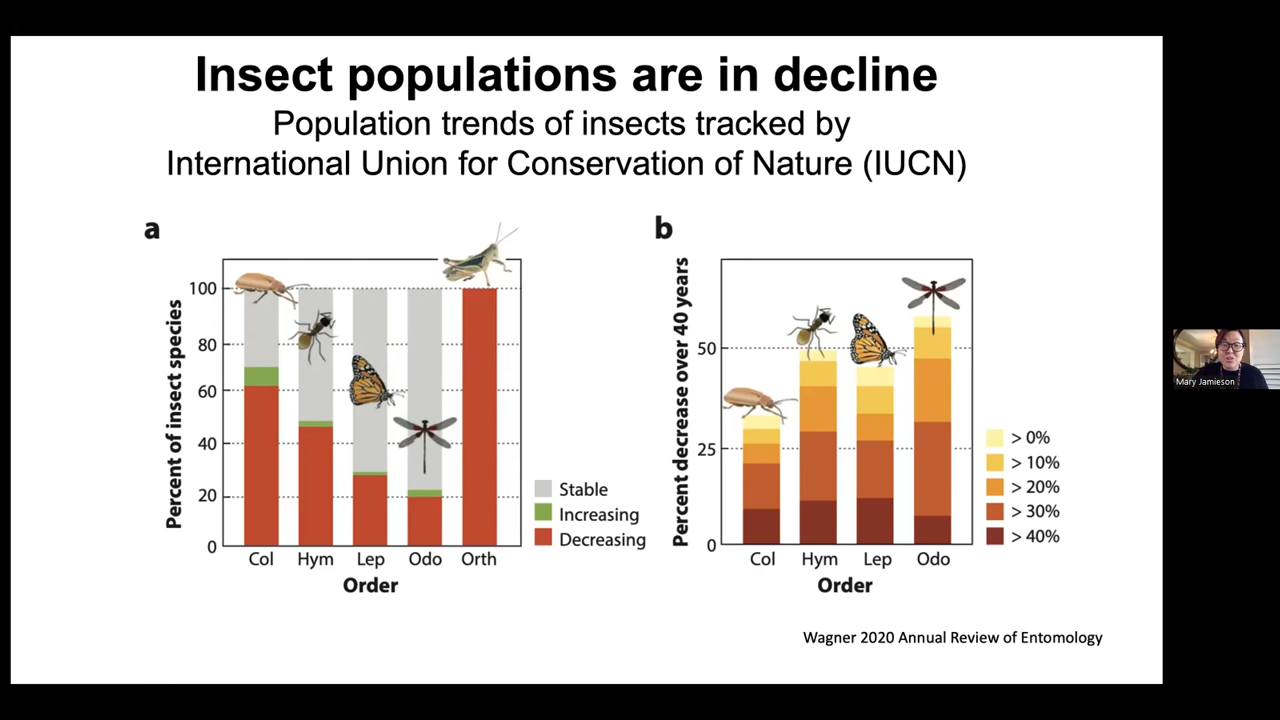 Insect populations are in decline
Population trends of insects tracked by
International Union for Conservation of Nature (IUCN)
a
Percent of insect species
100
80
60
40
20
0
Col Hym Lep Odo Orth
Order
Stable
Increasing
Decreasing
b
Percent decrease over 40 years
50
25
0
Col Hym Lep Odo
Order
> 0%
> 10%
> 20%
> 30%
> 40%
Wagner 2020 Annual Review of Entomology
Mary Jamieson